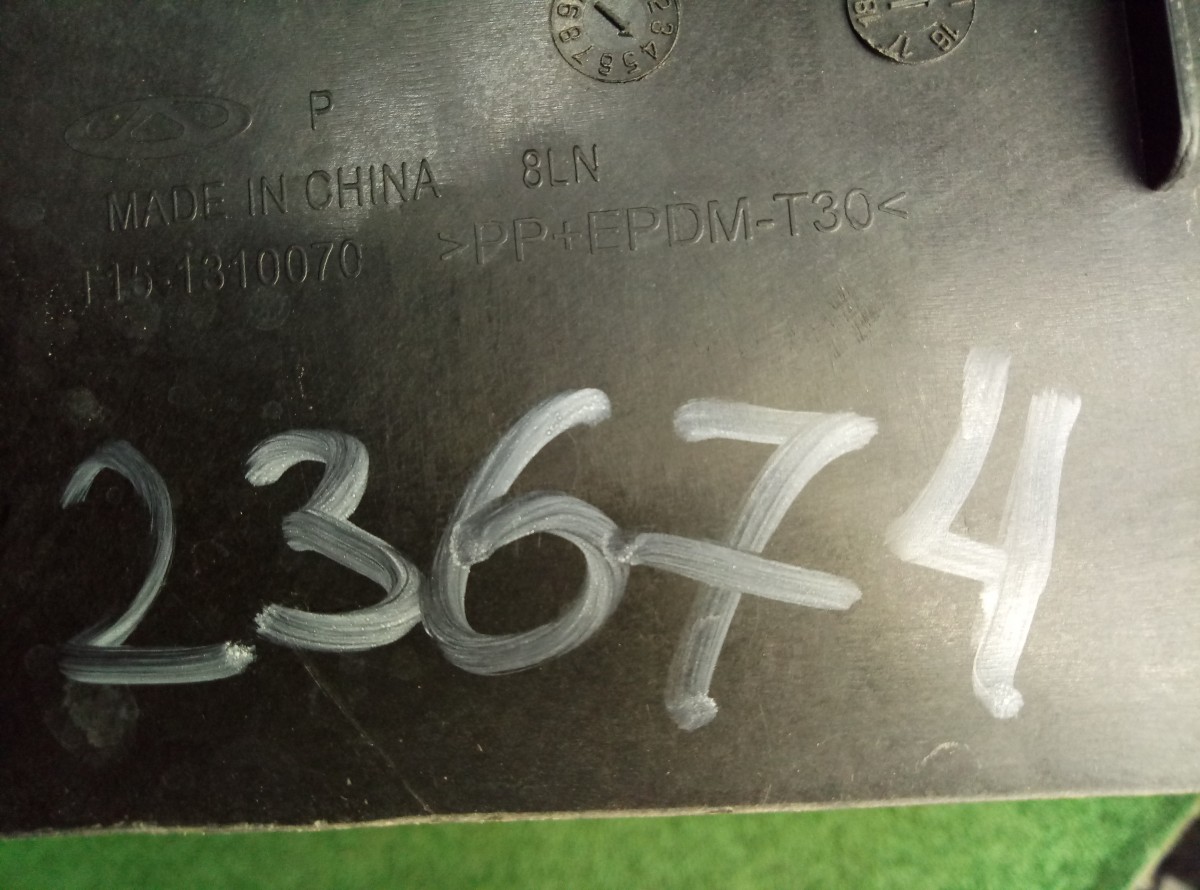 P
MADE IN CHINA 8LN
T15-1310070 >PP+EPDM-T30<
23674